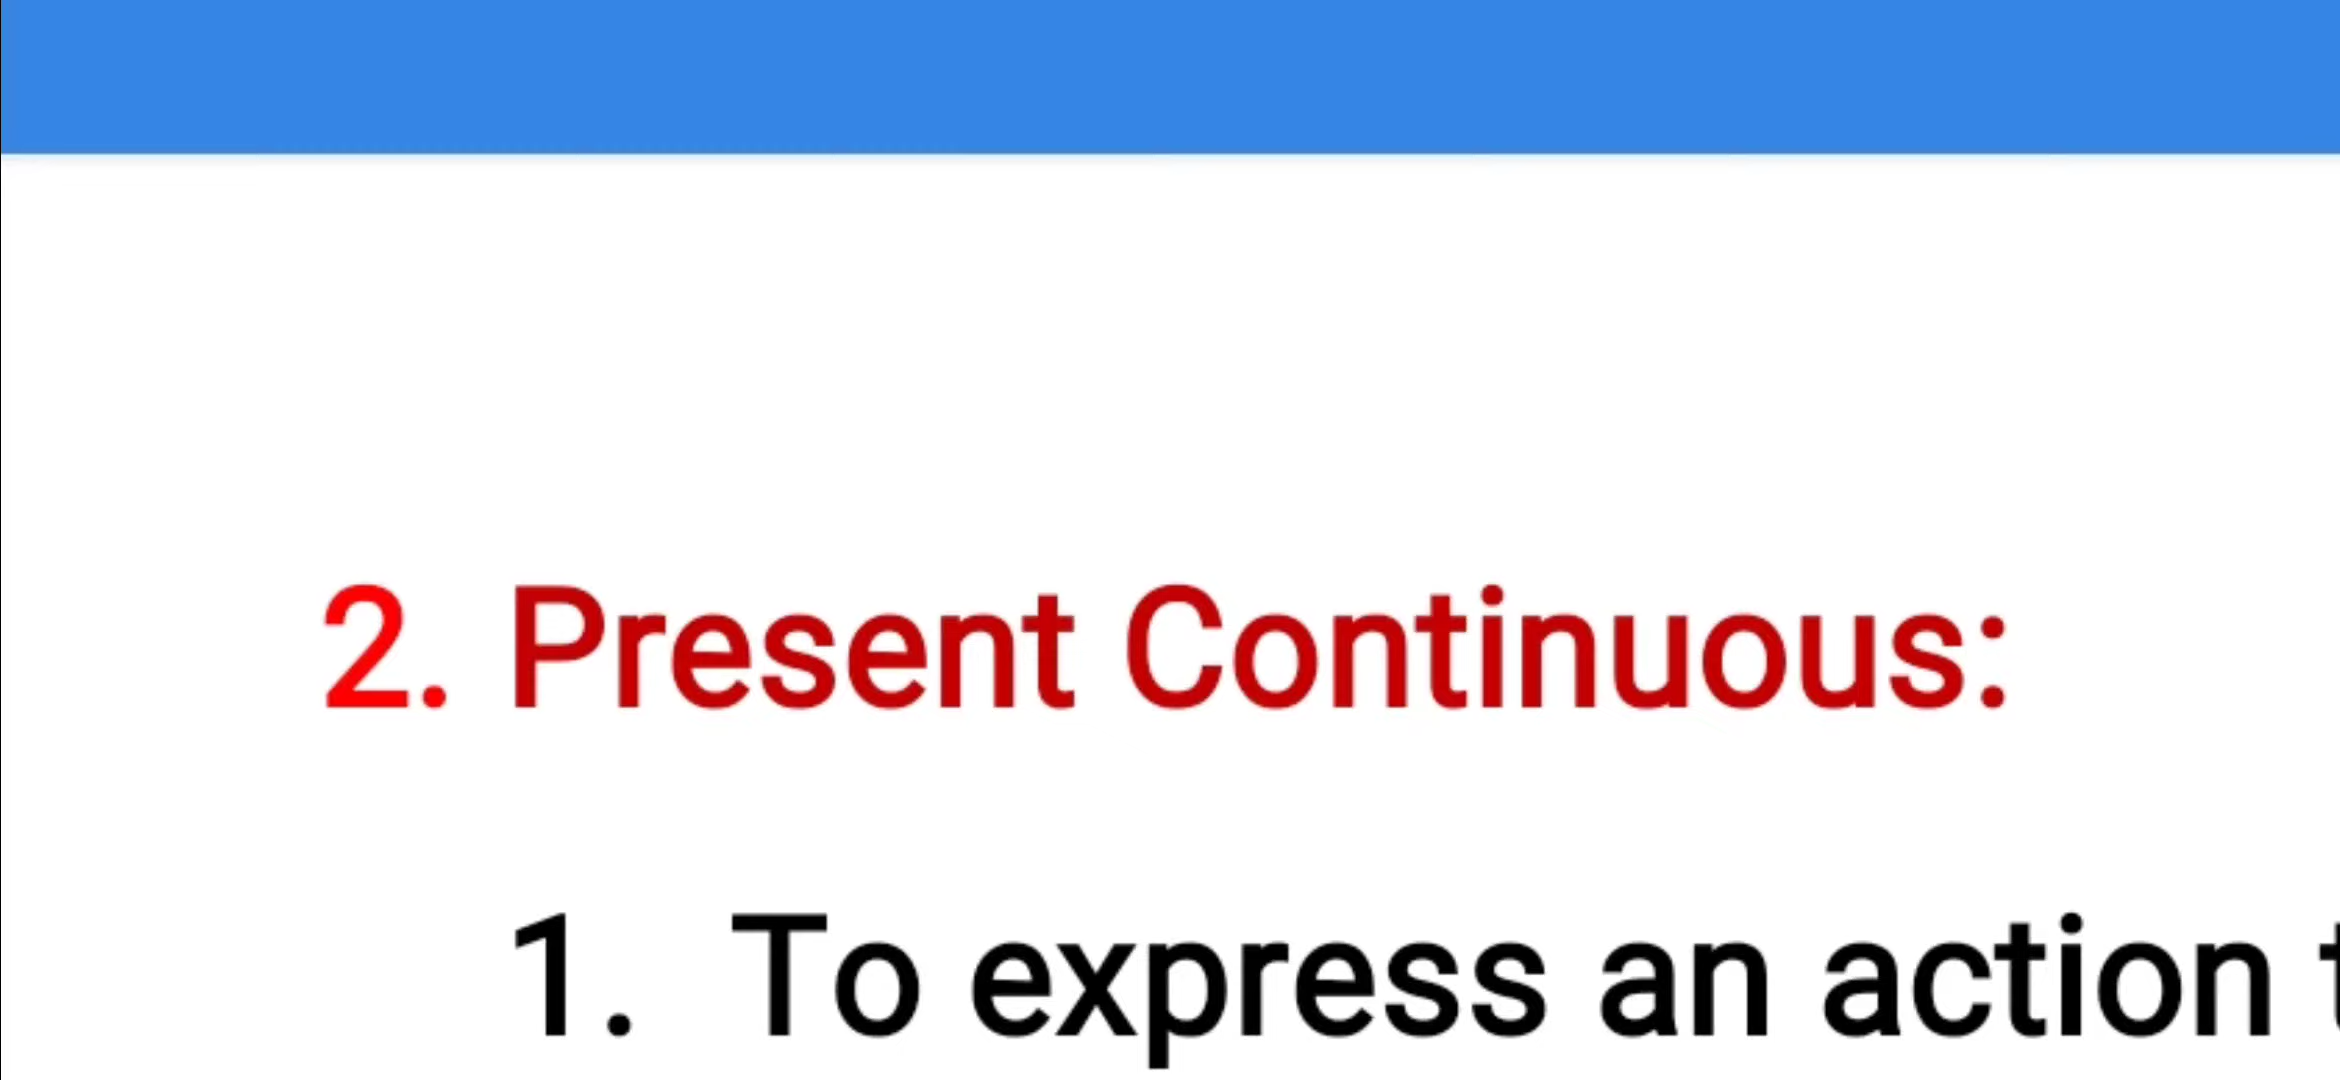 2. Present Continuous:
1. To express an action